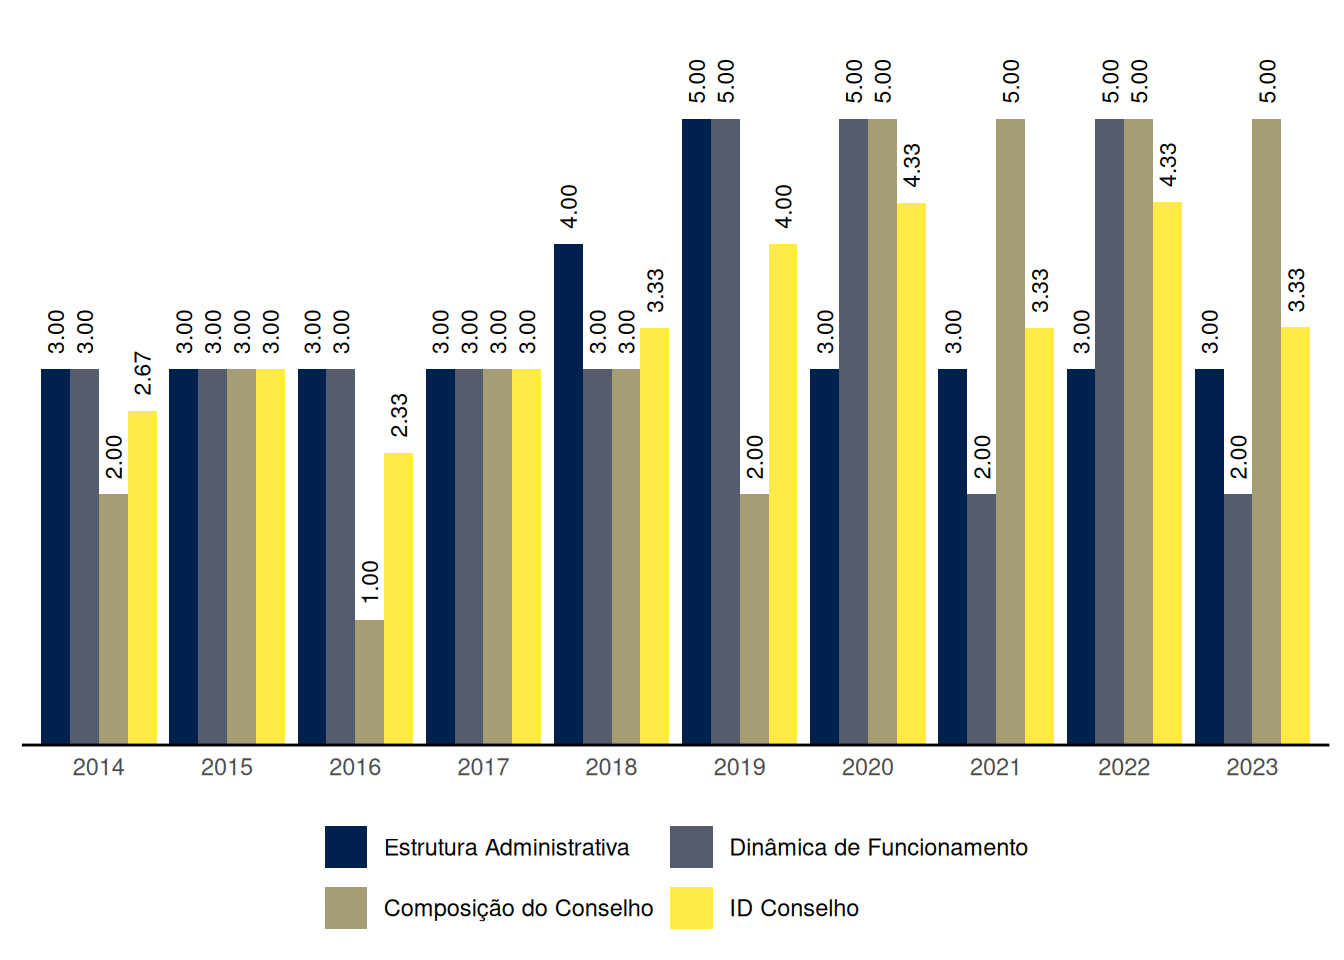 5.00 5.00 5.00 5.00 5.00 5.00 5.00 5.00
4.33 4.33
4.00 4.00
3.33 3.33 3.33
3.00 3.00 3.00 3.00 3.00 3.00 3.00 3.00 3.00 3.00 3.00 3.00 3.00 3.00 3.00 3.00 3.00 3.00
2.67
2.33
2.00 2.00 2.00 2.00
1.00
2014 2015 2016 2017 2018 2019 2020 2021 2022 2023
Estrutura Administrativa Dinâmica de Funcionamento
Composição do Conselho ID Conselho